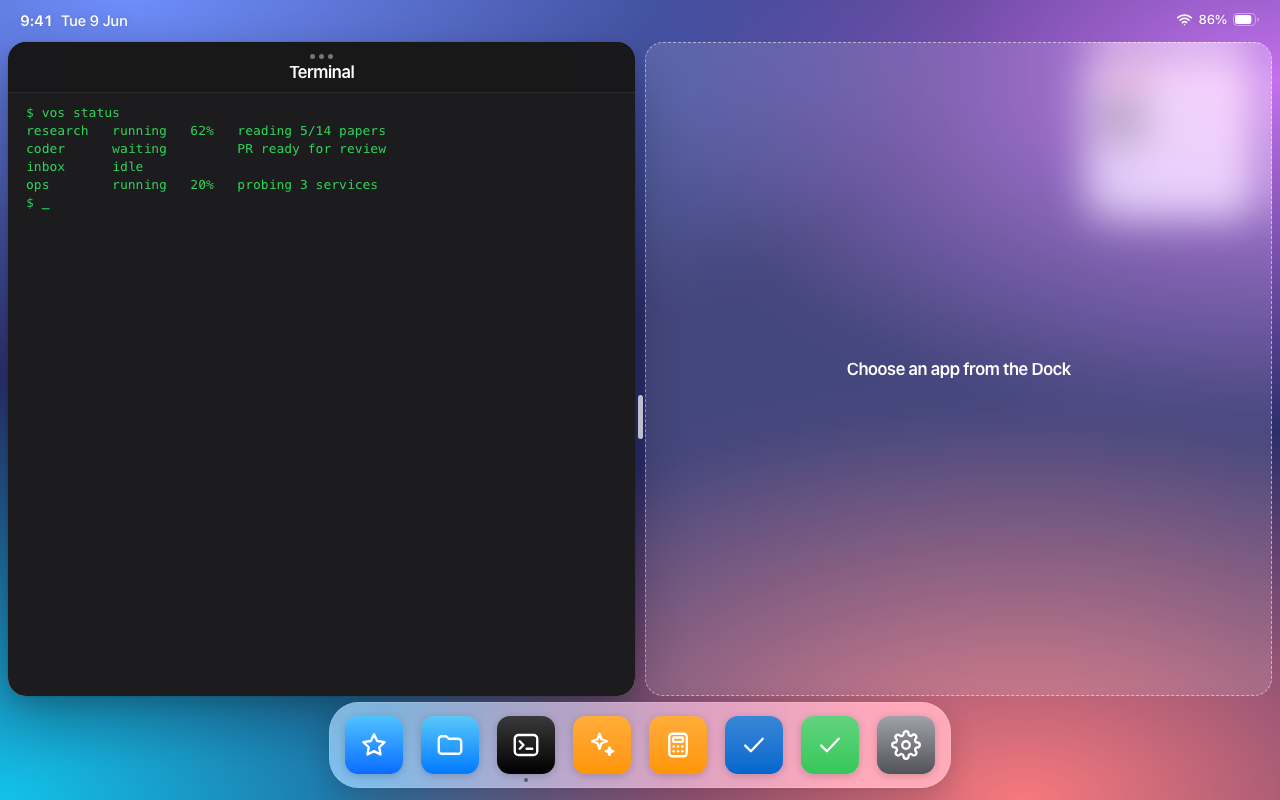 9:41 Tue 9 Jun
86%
Terminal
$ vos status
research running 62% reading 5/14 papers
coder waiting PR ready for review
inbox idle
ops running 20% probing 3 services
$ _
Choose an app from the Dock